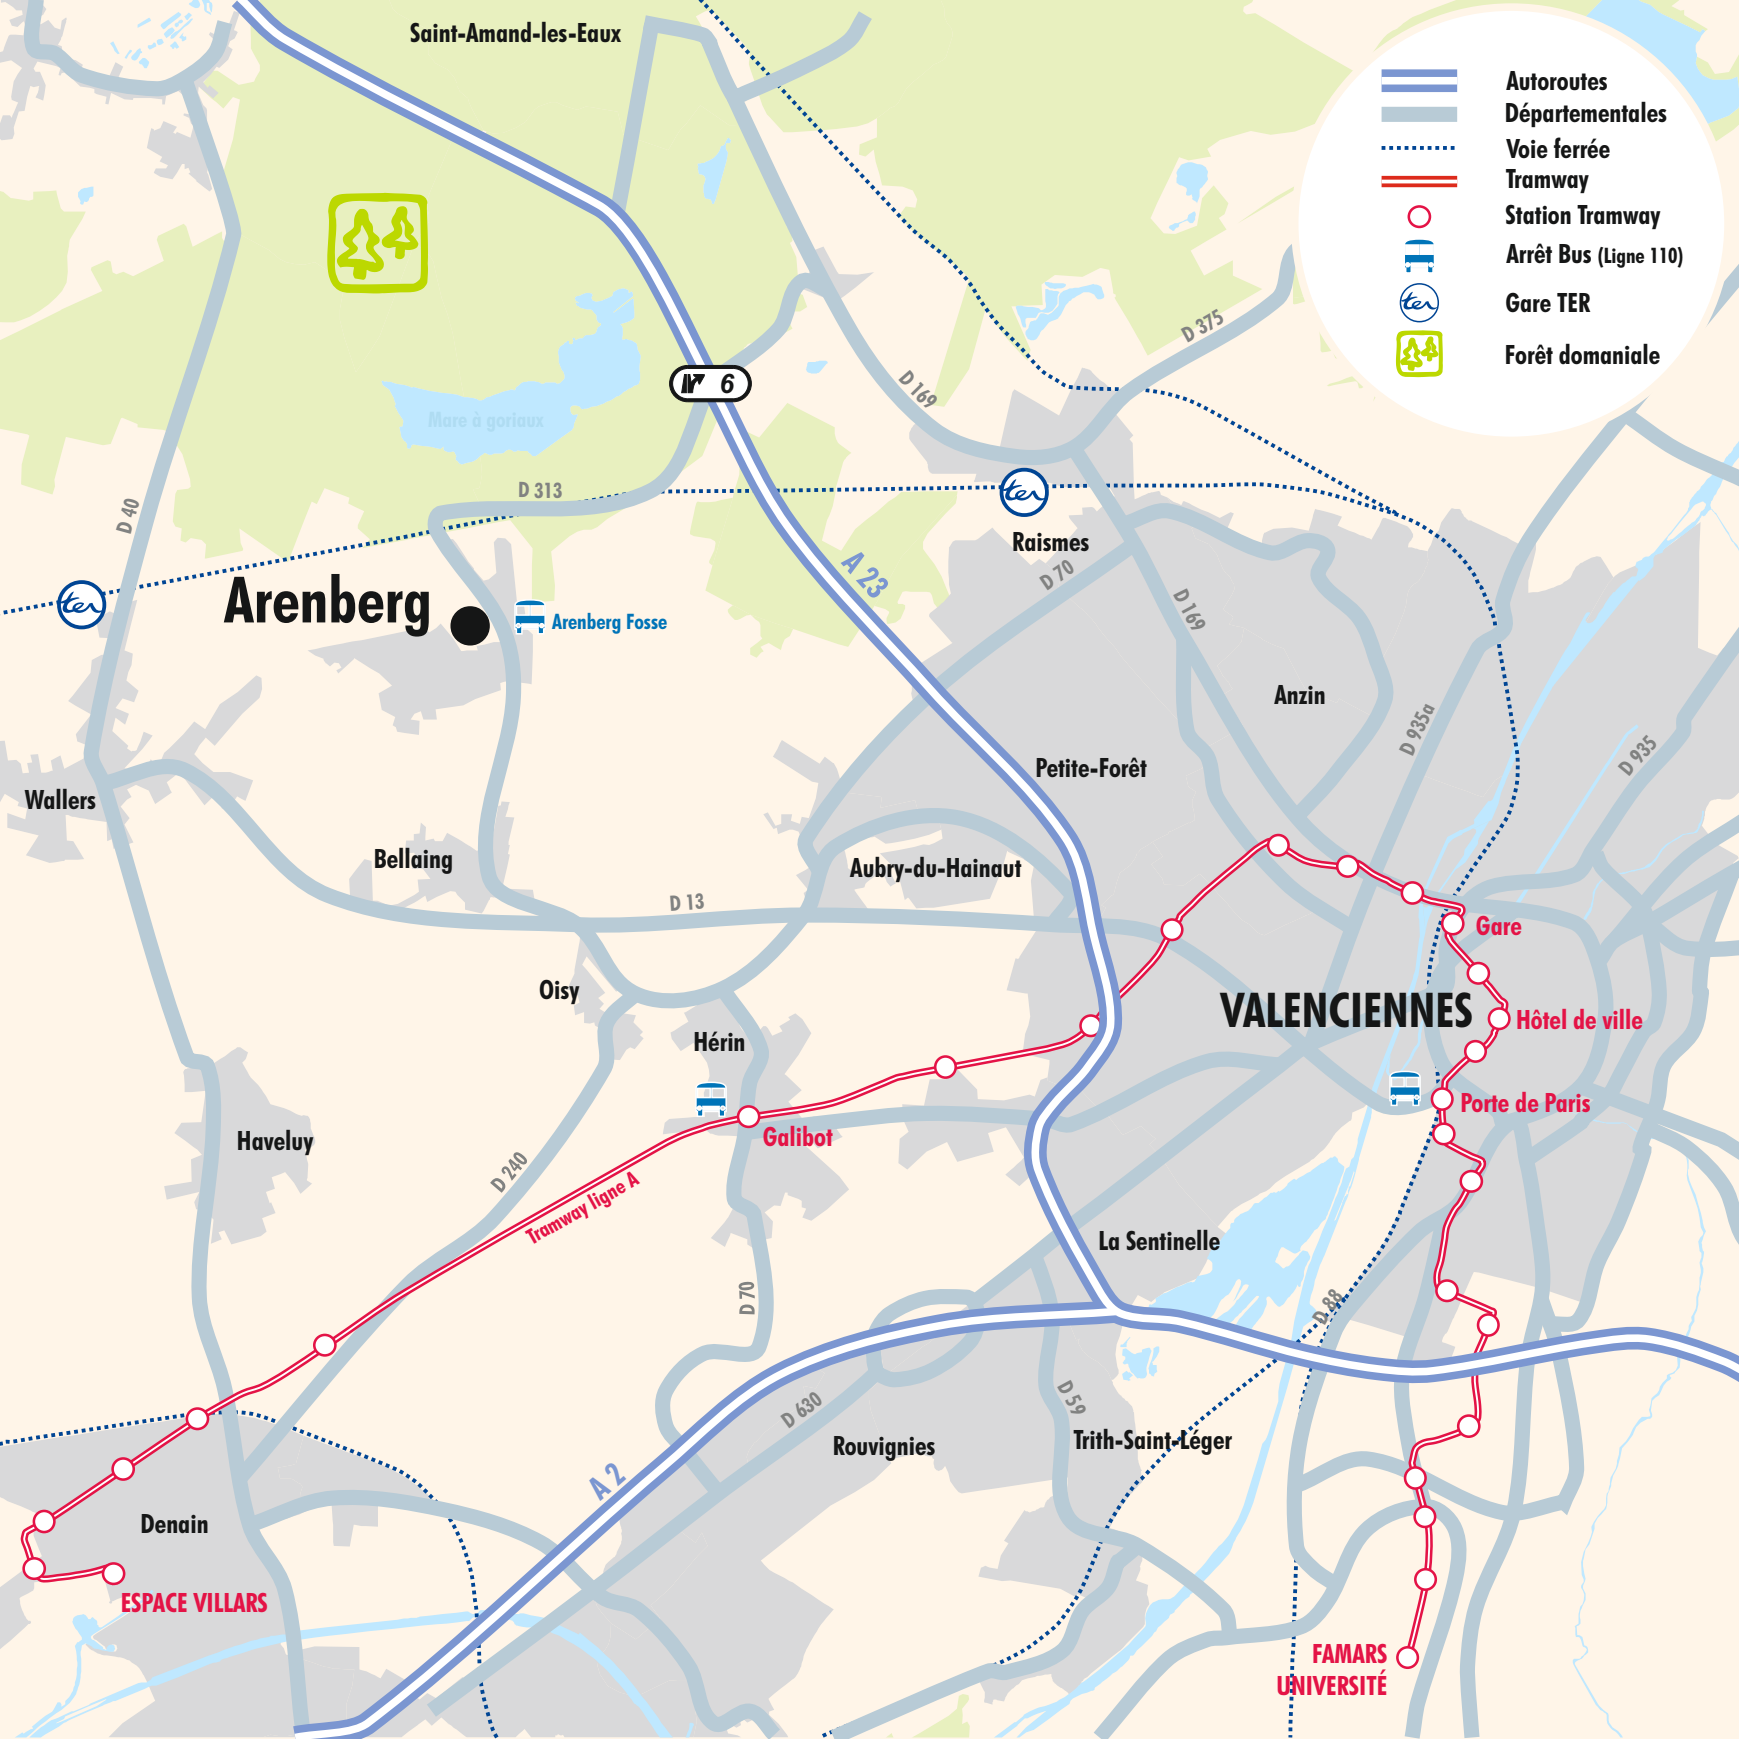 Saint-Amand-les-Eaux
Autoroutes
Départementales
Voie ferrée
Tramway
Station Tramway
Arrêt Bus (Ligne 110)
ter
Gare TER
Forêt domaniale
D 375
6
D 169
Mare à goriaux
D 313
D 40
ter
Raismes
A 23
D 70
ter
Arenberg
Arenberg Fosse
D 169
Anzin
D 935a
D 935
Petite-Forêt
Wallers
Bellaing
Aubry-du-Hainaut
D 13
Gare
Oisy
VALENCIENNES
Hôtel de ville
Hérin
Porte de Paris
Galibot
Haveluy
D 240
Tramway ligne A
La Sentinelle
D 70
D 88
D 630
D 59
Rouvignies
Trith-Saint-Léger
A 2
Denain
ESPACE VILLARS
FAMARS
UNIVERSITÉ